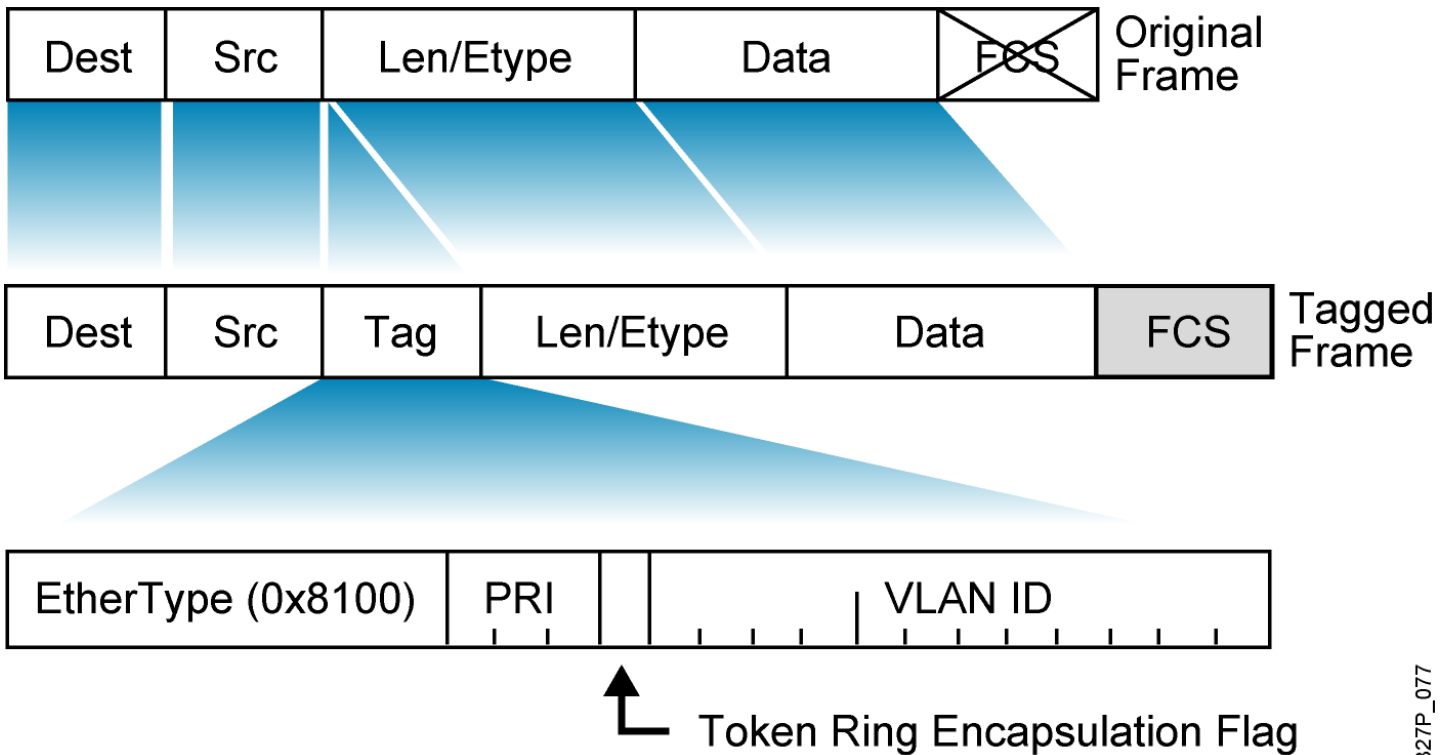 Dest Src Len/Etype Data FCS
Original
Frame
Dest Src Tag Len/Etype Data FCS
Tagged
Frame
EtherType (0x8100) PRI VLAN ID
Token Ring Encapsulation Flag
327P_077